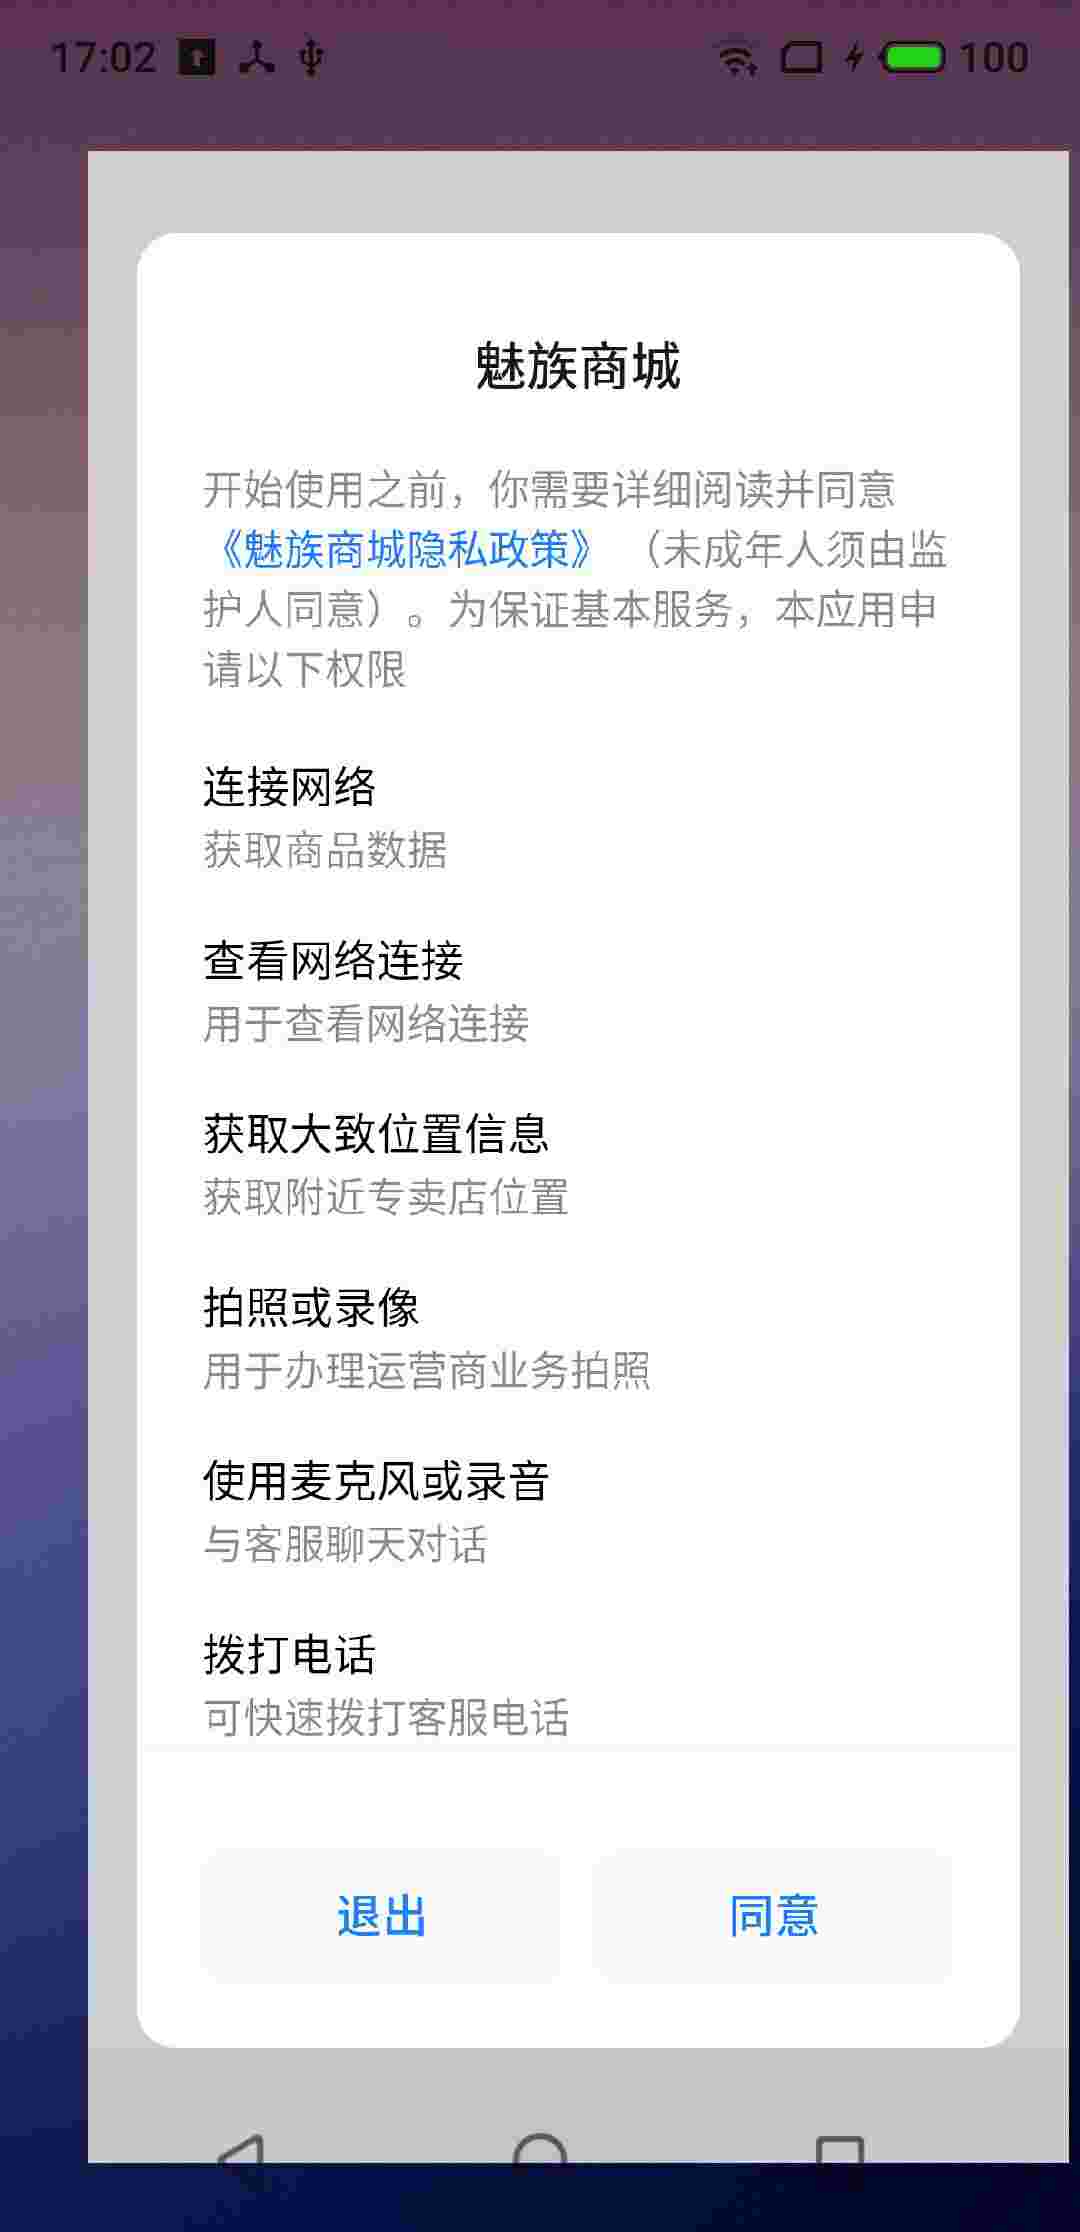 17:02
100
魅族商城
开始使用之前，你需要详细阅读并同意
《魅族商城隐私政策》（未成年人须由监
护人同意）。为保证基本服务，本应用申
请以下权限
连接网络
获取商品数据
查看网络连接
用于查看网络连接
获取大致位置信息
获取附近专卖店位置
拍照或录像
用于办理运营商业务拍照
使用麦克风或录音
与客服聊天对话
拨打电话
可快速拨打客服电话
退出
同意